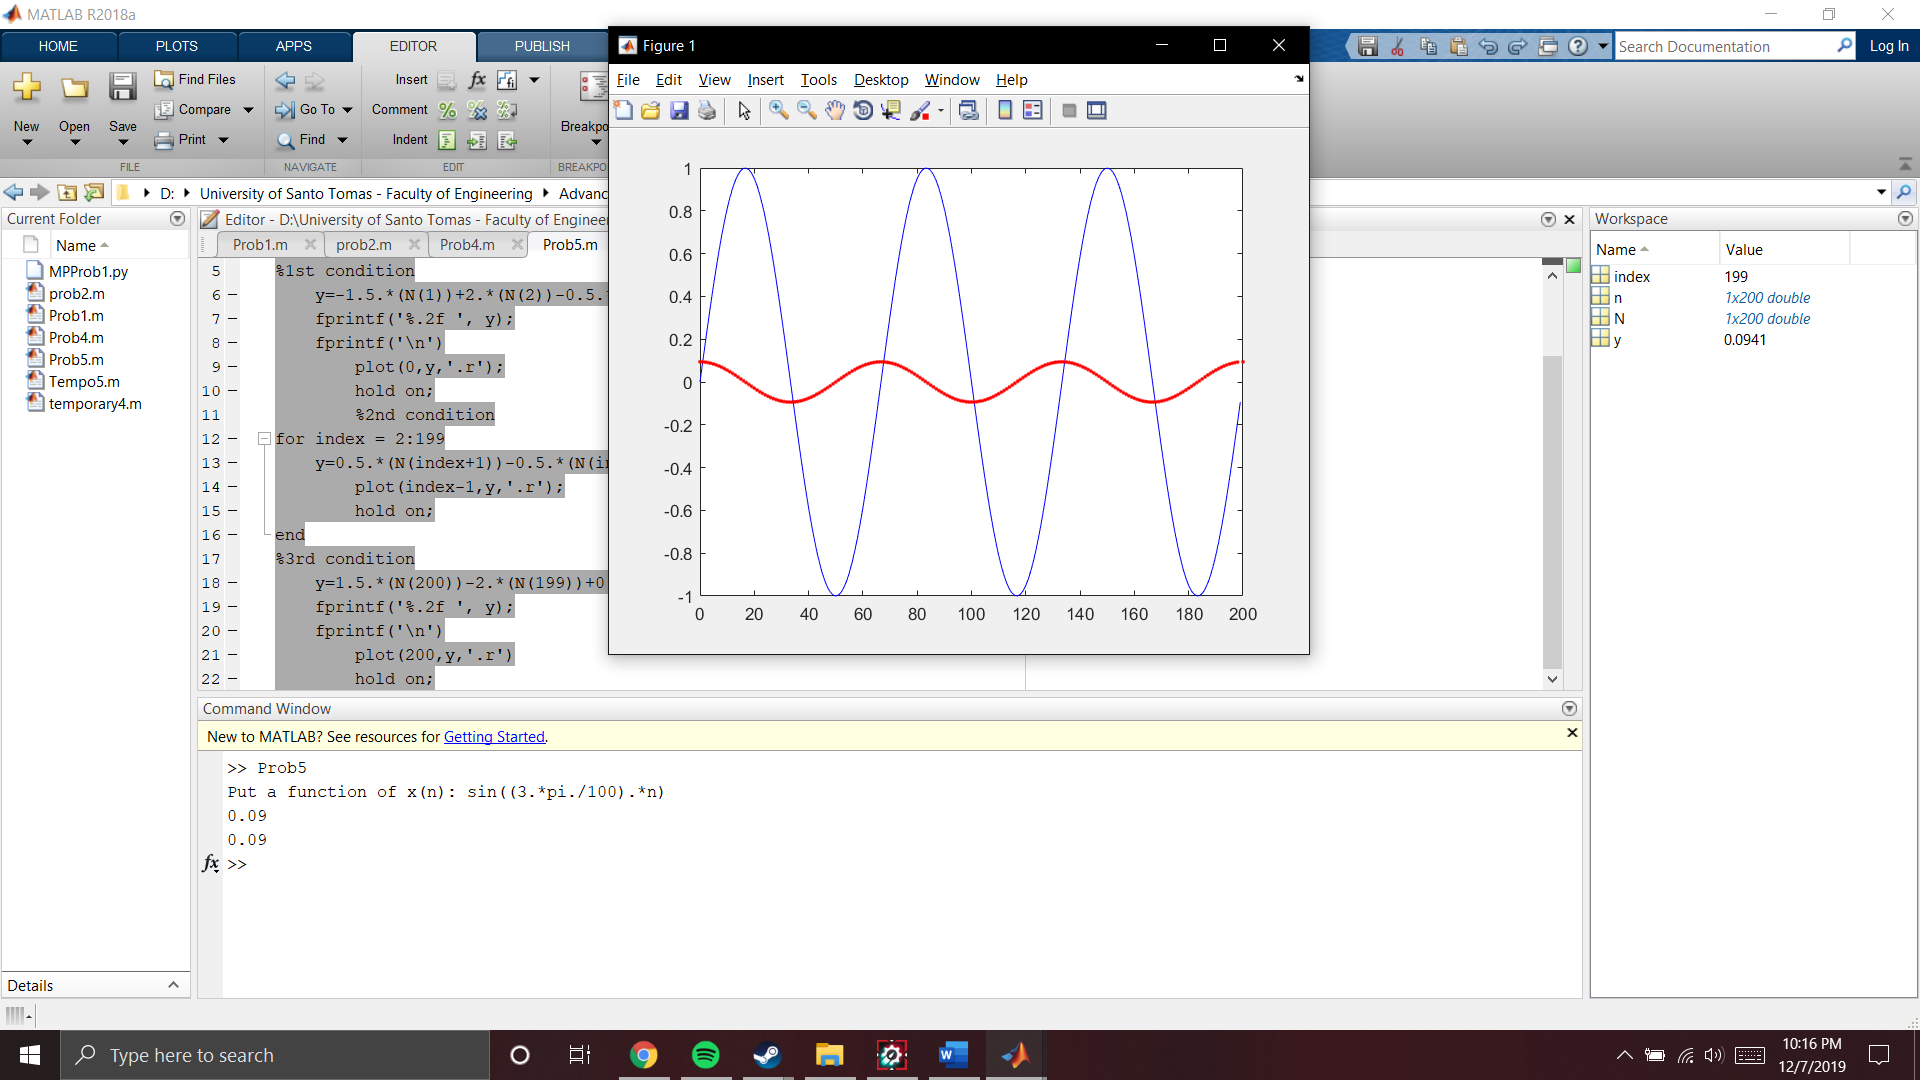 MATLAB R2018a
HOME PLOTS APPS EDITOR PUBLISH
Search Documentation Log In
Figure 1
File Edit View Insert Tools Desktop Window Help
New Open Save
Find Files
Compare
Print
Go To
Find
Insert
Comment
Indent
Breakpo
FILE NAVIGATE EDIT BREAKPO
D: University of Santo Tomas - Faculty of Engineering Advanc
Current Folder
Name
MPProb1.py
prob2.m
Prob1.m
Prob4.m
Prob5.m
Tempo5.m
temporary4.m
Details
Editor - D:\University of Santo Tomas - Faculty of Engineer
Prob1.m prob2.m Prob4.m Prob5.m
5 %1st condition
6 – y=-1.5.*(N(1))+2.*(N(2))-0.5.
7 – fprintf('%.2f ', y);
8 – fprintf('\n')
9 – plot(0,y,'.r');
10 – hold on;
11 %2nd condition
12 – for index = 2:199
13 – y=0.5.*(N(index+1))-0.5.*(N(in
14 – plot(index-1,y,'.r');
15 – hold on;
16 – end
17 %3rd condition
18 – y=1.5.*(N(200))-2.*(N(199))+0
19 – fprintf('%.2f ', y);
20 – fprintf('\n')
21 – plot(200,y,'.r')
22 – hold on;
1
0.8
0.6
0.4
0.2
0
-0.2
-0.4
-0.6
-0.8
-1
0 20 40 60 80 100 120 140 160 180 200
Workspace
Name Value
index 199
n 1x200 double
N 1x200 double
y 0.0941
Command Window
New to MATLAB? See resources for Getting Started.
>> Prob5
Put a function of x(n): sin((3.*pi./100).*n)
0.09
0.09
fx >>
Type here to search
10:16 PM
12/7/2019